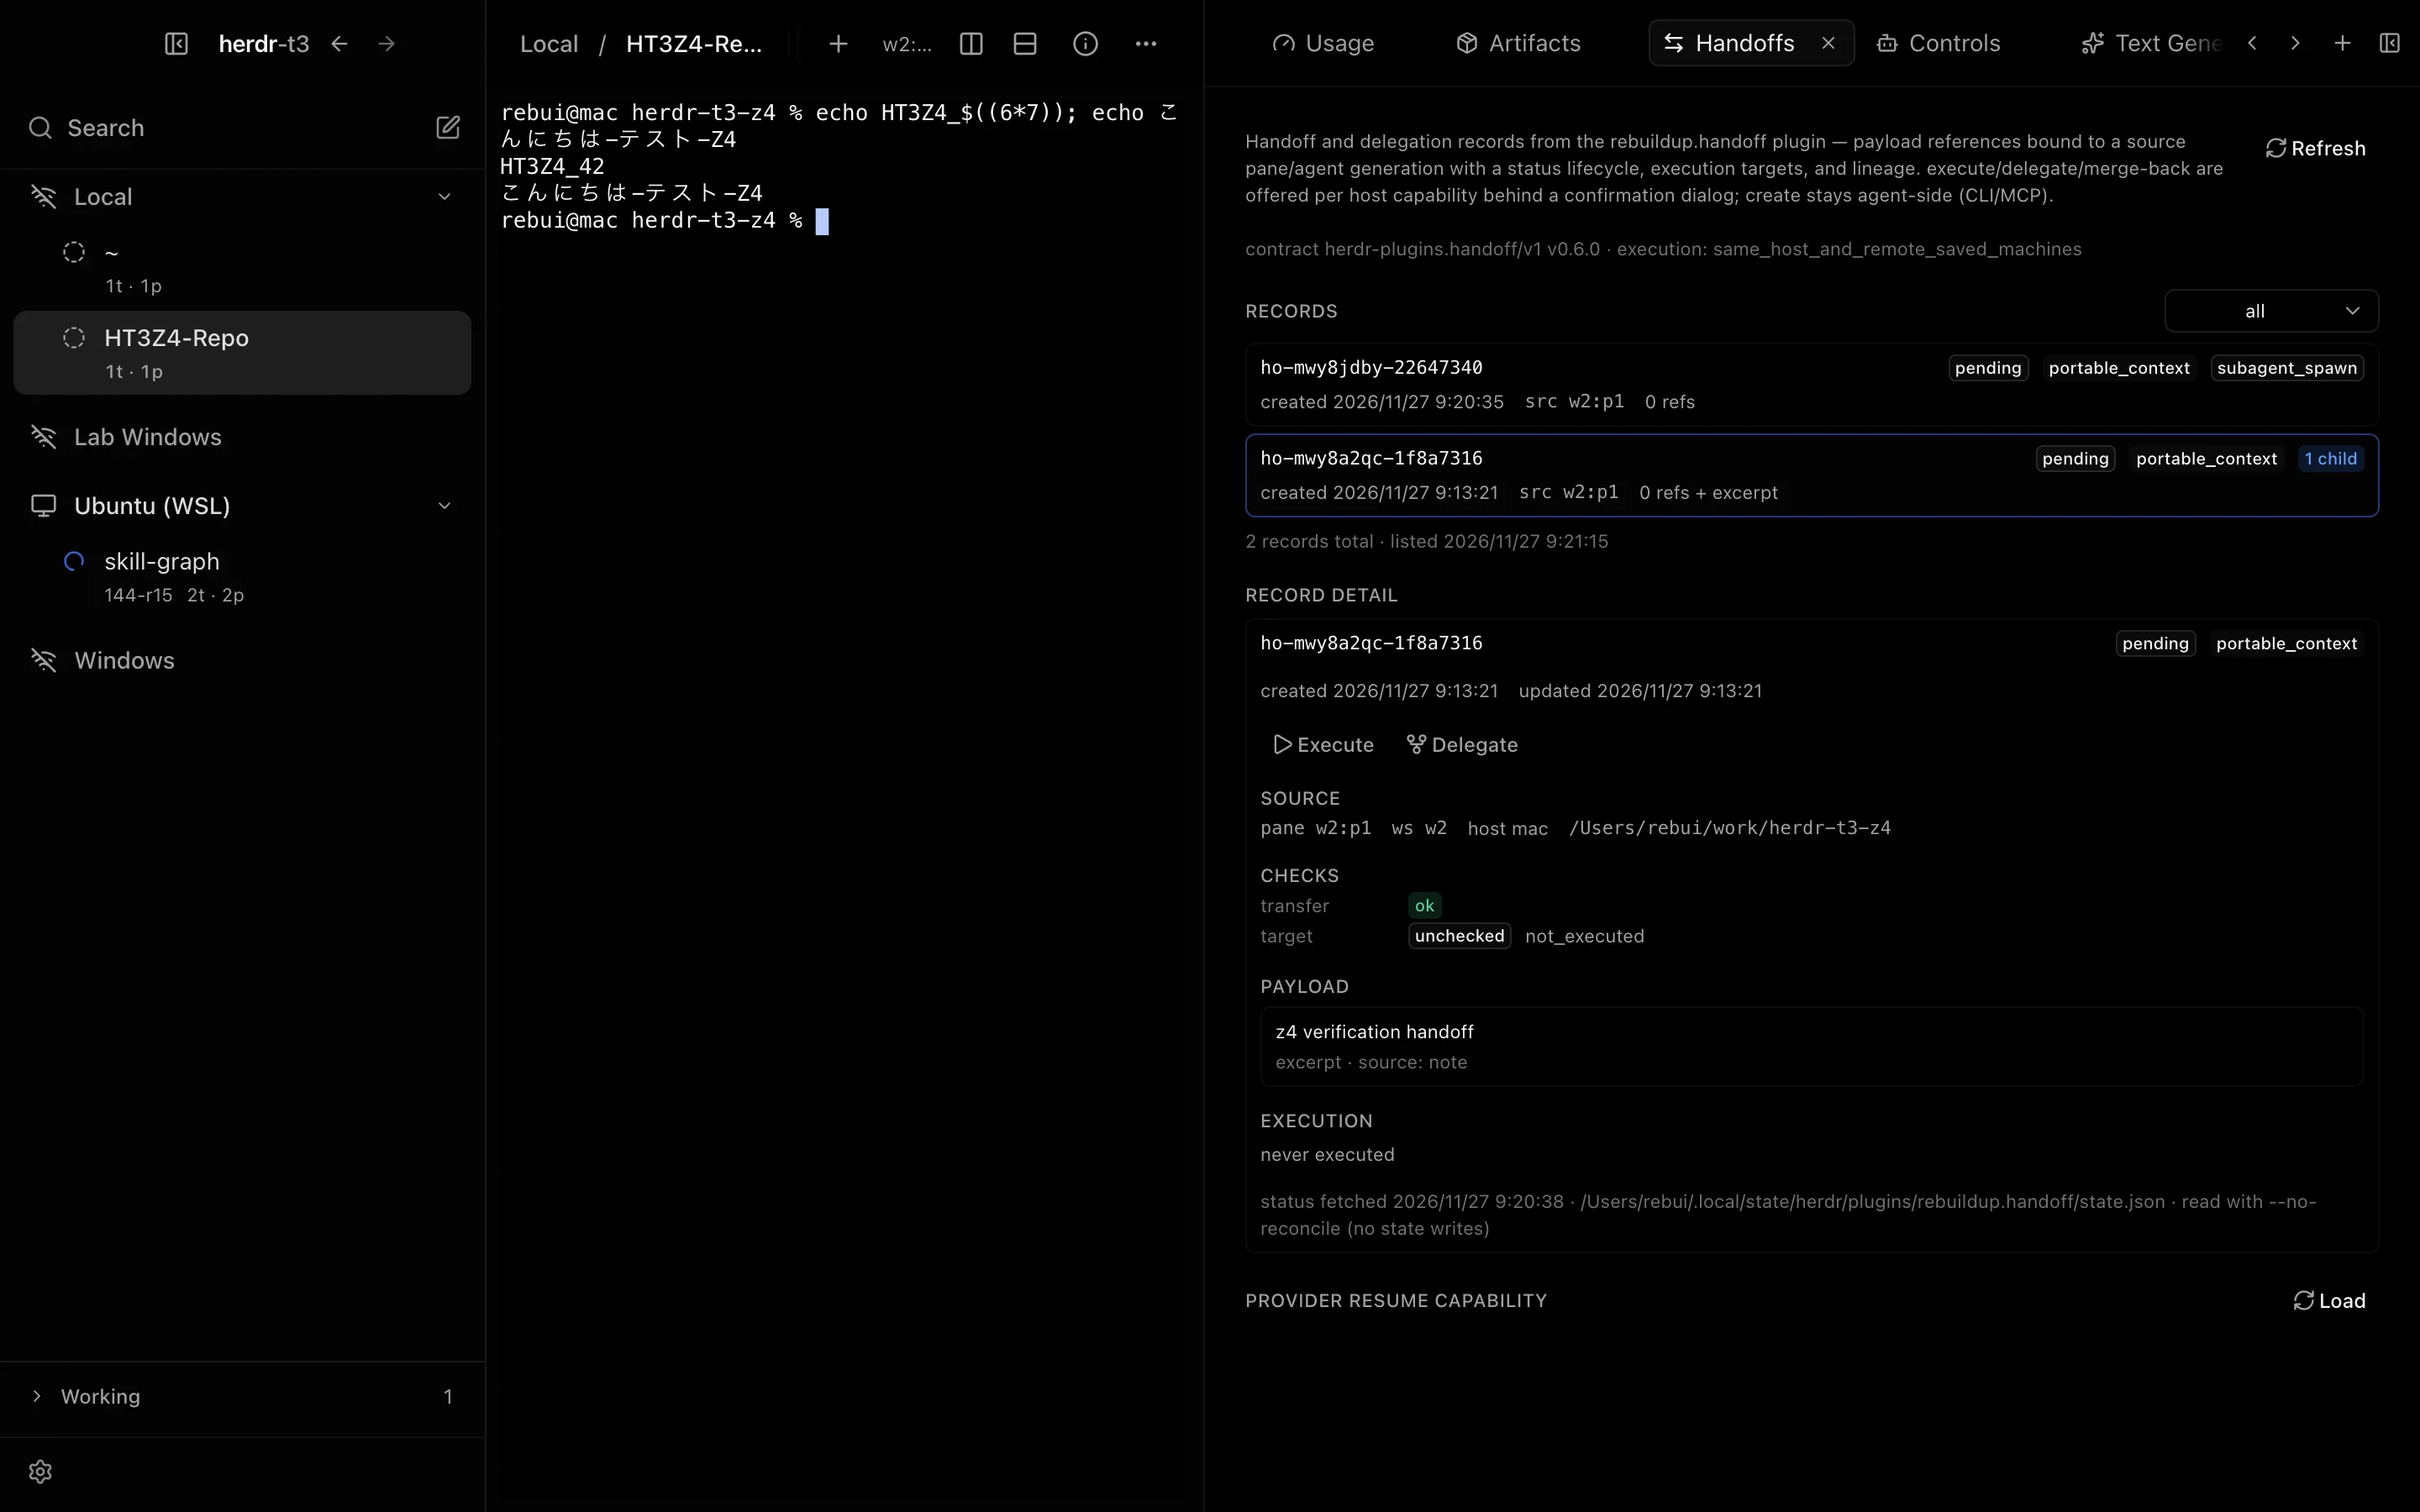 herdr-t3
Search
Local
~
1t · 1p
HT3Z4-Repo
1t · 1p
Lab Windows
Ubuntu (WSL)
skill-graph
144-r15 2t · 2p
Windows
Working 1
Local / HT3Z4-Re... w2:...
rebui@mac herdr-t3-z4 % echo HT3Z4_$((6*7)); echo こ
んにちは-テスト-Z4
HT3Z4_42
こんにちは-テスト-Z4
rebui@mac herdr-t3-z4 %
Usage Artifacts Handoffs Controls Text Gene
Handoff and delegation records from the rebuildup.handoff plugin — payload references bound to a source
pane/agent generation with a status lifecycle, execution targets, and lineage. execute/delegate/merge-back are
offered per host capability behind a confirmation dialog; create stays agent-side (CLI/MCP).
Refresh
contract herdr-plugins.handoff/v1 v0.6.0 · execution: same_host_and_remote_saved_machines
RECORDS all
ho-mwy8jdby-22647340 pending portable_context subagent_spawn
created 2026/11/27 9:20:35 src w2:p1 0 refs
ho-mwy8a2qc-1f8a7316 pending portable_context 1 child
created 2026/11/27 9:13:21 src w2:p1 0 refs + excerpt
2 records total · listed 2026/11/27 9:21:15
RECORD DETAIL
ho-mwy8a2qc-1f8a7316 pending portable_context
created 2026/11/27 9:13:21 updated 2026/11/27 9:13:21
Execute Delegate
SOURCE
pane w2:p1 ws w2 host mac /Users/rebui/work/herdr-t3-z4
CHECKS
transfer ok
target unchecked not_executed
PAYLOAD
z4 verification handoff
excerpt · source: note
EXECUTION
never executed
status fetched 2026/11/27 9:20:38 · /Users/rebui/.local/state/herdr/plugins/rebuildup.handoff/state.json · read with --no-
reconcile (no state writes)
PROVIDER RESUME CAPABILITY Load